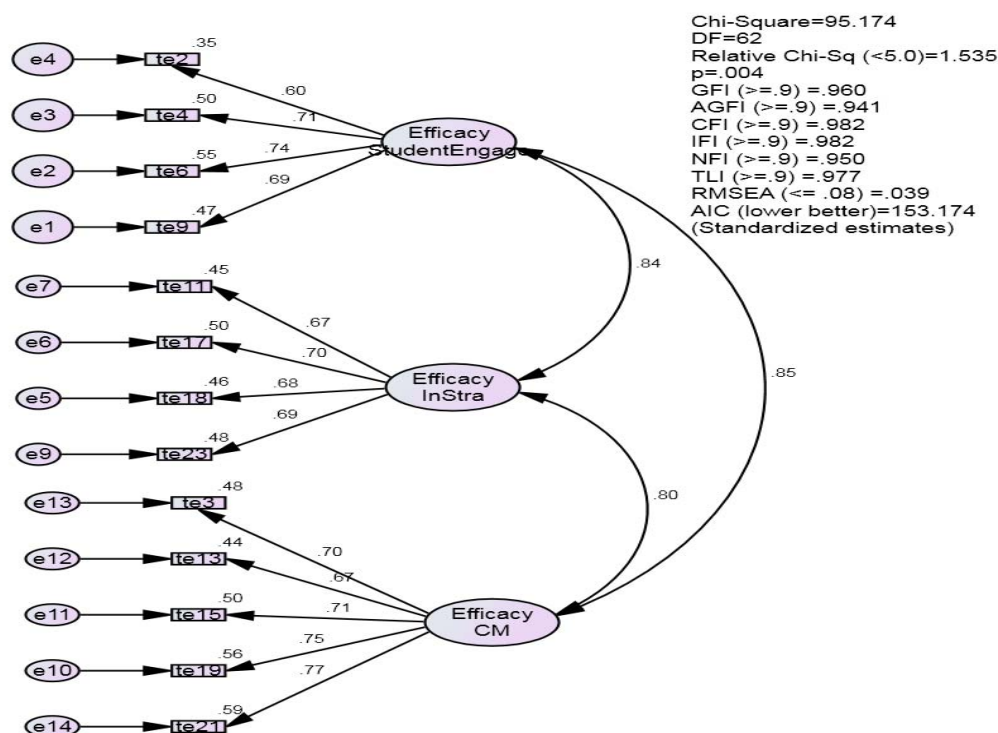 Chi-Square=95.174
DF=62
Relative Chi-Sq (<5.0)=1.535
p=.004
GFI (>=.9) =.960
AGFI (>=.9) =.941
CFI (>=.9) =.982
IFI (>=.9) =.982
NFI (>=.9) =.950
TLI (>=.9) =.977
RMSEA (<= .08) =.039
AIC (lower better)=153.174
(Standardized estimates)
.35
e4 te2
.60
.50
e3 te4 .71
Efficacy
StudentEngage
.55
e2 te6 .74
.69
.47
e1 te9
.84
.45
e7 te11
.67
.50
e6 te17 .70
.85
Efficacy
InStra
.46
e5 te18 .68
.69
.48
e9 te23
.48
.80
e13 te3
.70
.44
e12 te13 .67
.50
e11 te15 .71
Efficacy
CM
.75
.56
e10 te19 .77
.59
e14 te21